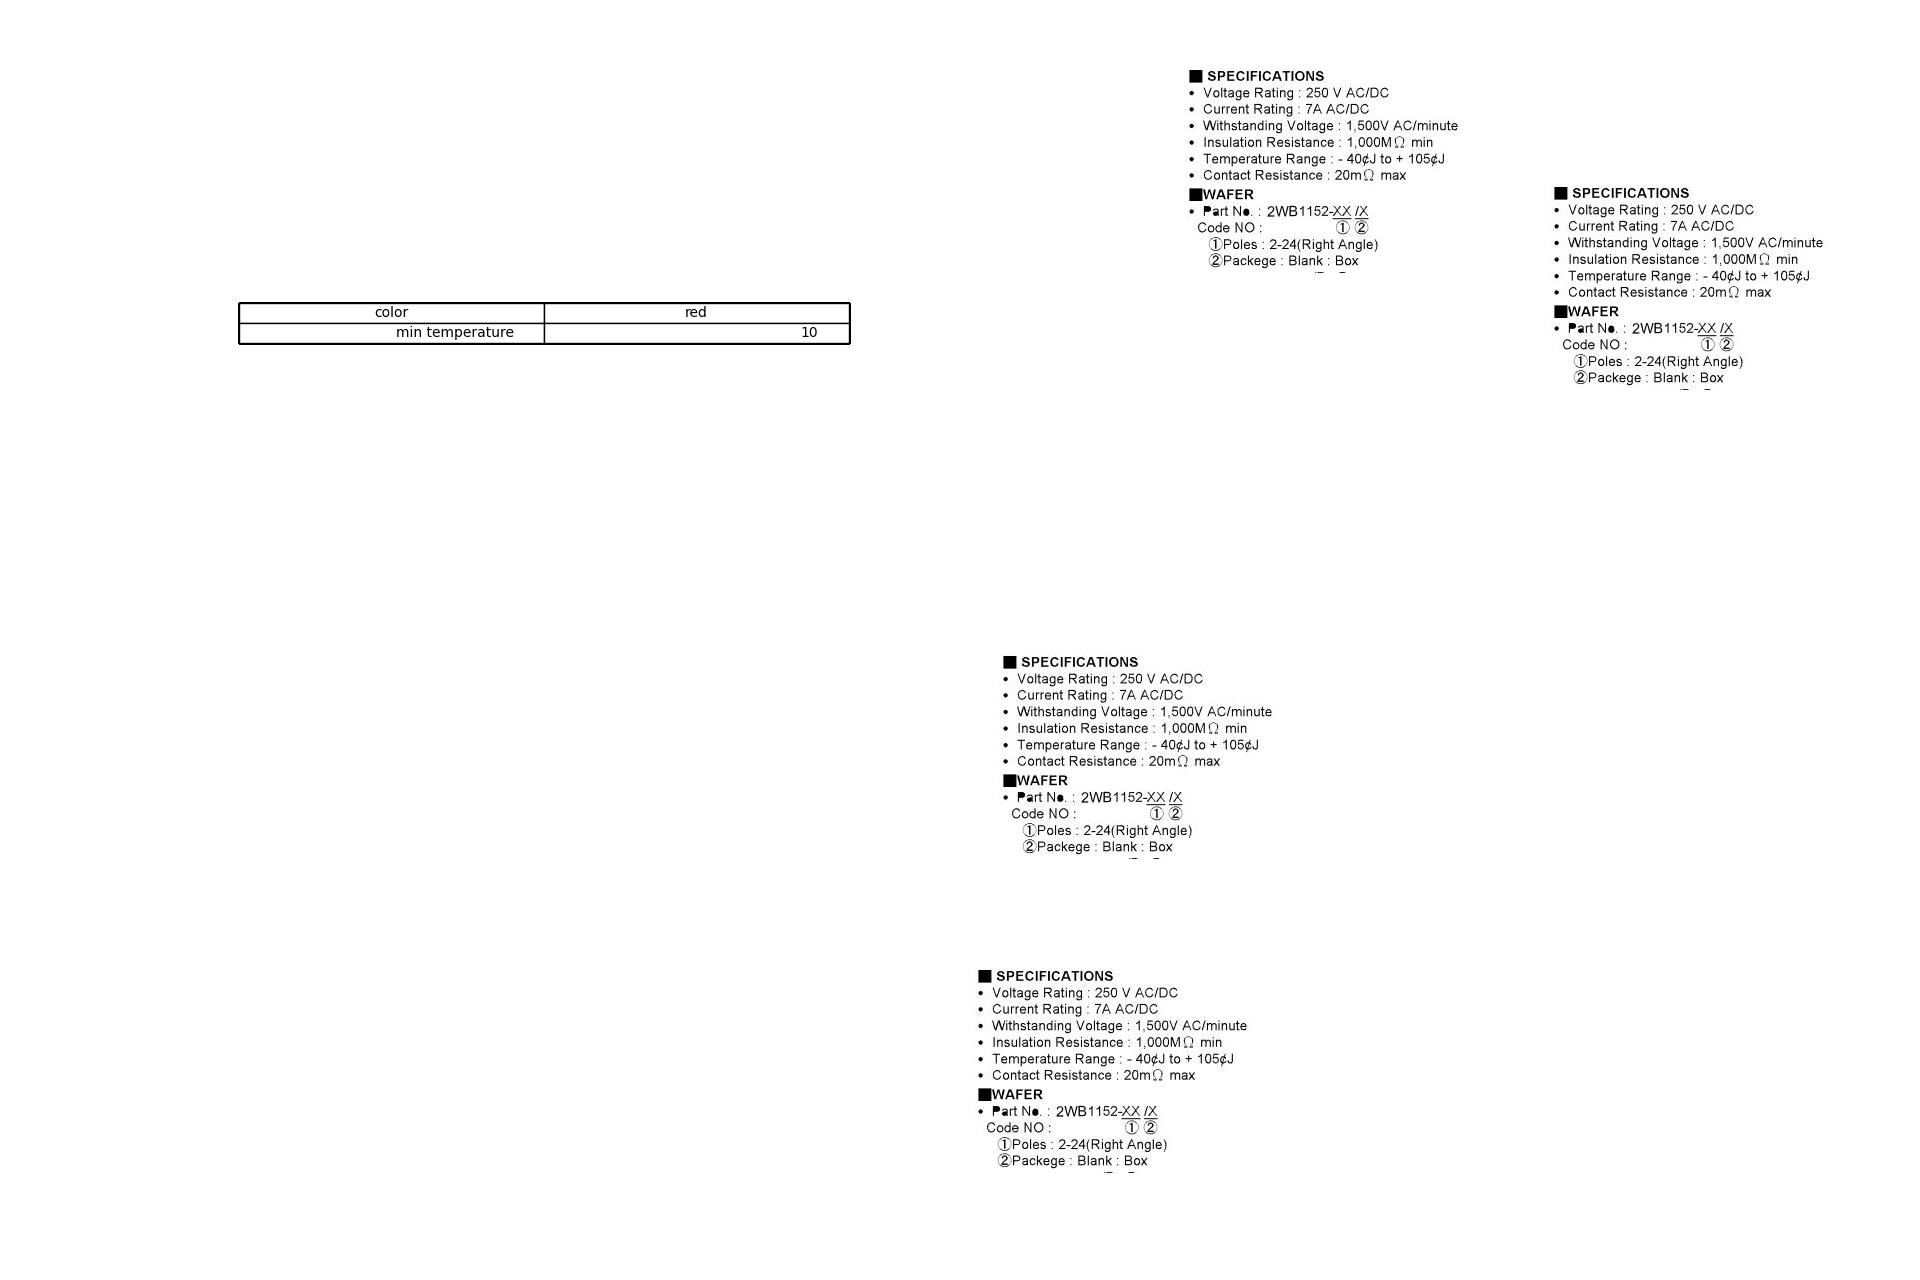 ■ SPECIFICATIONS
• Voltage Rating : 250 V AC/DC
• Current Rating : 7A AC/DC
• Withstanding Voltage : 1,500V AC/minute
• Insulation Resistance : 1,000MΩ min
• Temperature Range : - 40¢J to + 105¢J
• Contact Resistance : 20mΩ max
■WAFER
• Part No. : 2WB1152-XX /X
Code NO : ① ②
①Poles : 2-24(Right Angle)
②Packege : Blank : Box
■ SPECIFICATIONS
• Voltage Rating : 250 V AC/DC
• Current Rating : 7A AC/DC
• Withstanding Voltage : 1,500V AC/minute
• Insulation Resistance : 1,000MΩ min
• Temperature Range : - 40¢J to + 105¢J
• Contact Resistance : 20mΩ max
■WAFER
• Part No. : 2WB1152-XX /X
Code NO : ① ②
①Poles : 2-24(Right Angle)
②Packege : Blank : Box
color red
min temperature 10
■ SPECIFICATIONS
• Voltage Rating : 250 V AC/DC
• Current Rating : 7A AC/DC
• Withstanding Voltage : 1,500V AC/minute
• Insulation Resistance : 1,000MΩ min
• Temperature Range : - 40¢J to + 105¢J
• Contact Resistance : 20mΩ max
■WAFER
• Part No. : 2WB1152-XX /X
Code NO : ① ②
①Poles : 2-24(Right Angle)
②Packege : Blank : Box
■ SPECIFICATIONS
• Voltage Rating : 250 V AC/DC
• Current Rating : 7A AC/DC
• Withstanding Voltage : 1,500V AC/minute
• Insulation Resistance : 1,000MΩ min
• Temperature Range : - 40¢J to + 105¢J
• Contact Resistance : 20mΩ max
■WAFER
• Part No. : 2WB1152-XX /X
Code NO : ① ②
①Poles : 2-24(Right Angle)
②Packege : Blank : Box